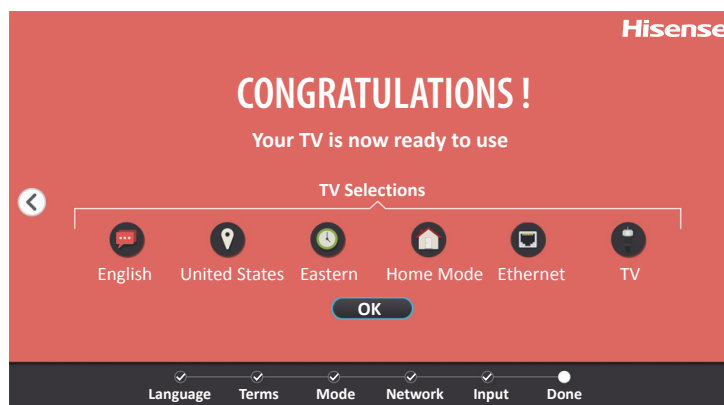 Hisense
CONGRATULATIONS !
Your TV is now ready to use
TV Selections
English United States Eastern Home Mode Ethernet TV
OK
Language Terms Mode Network Input Done